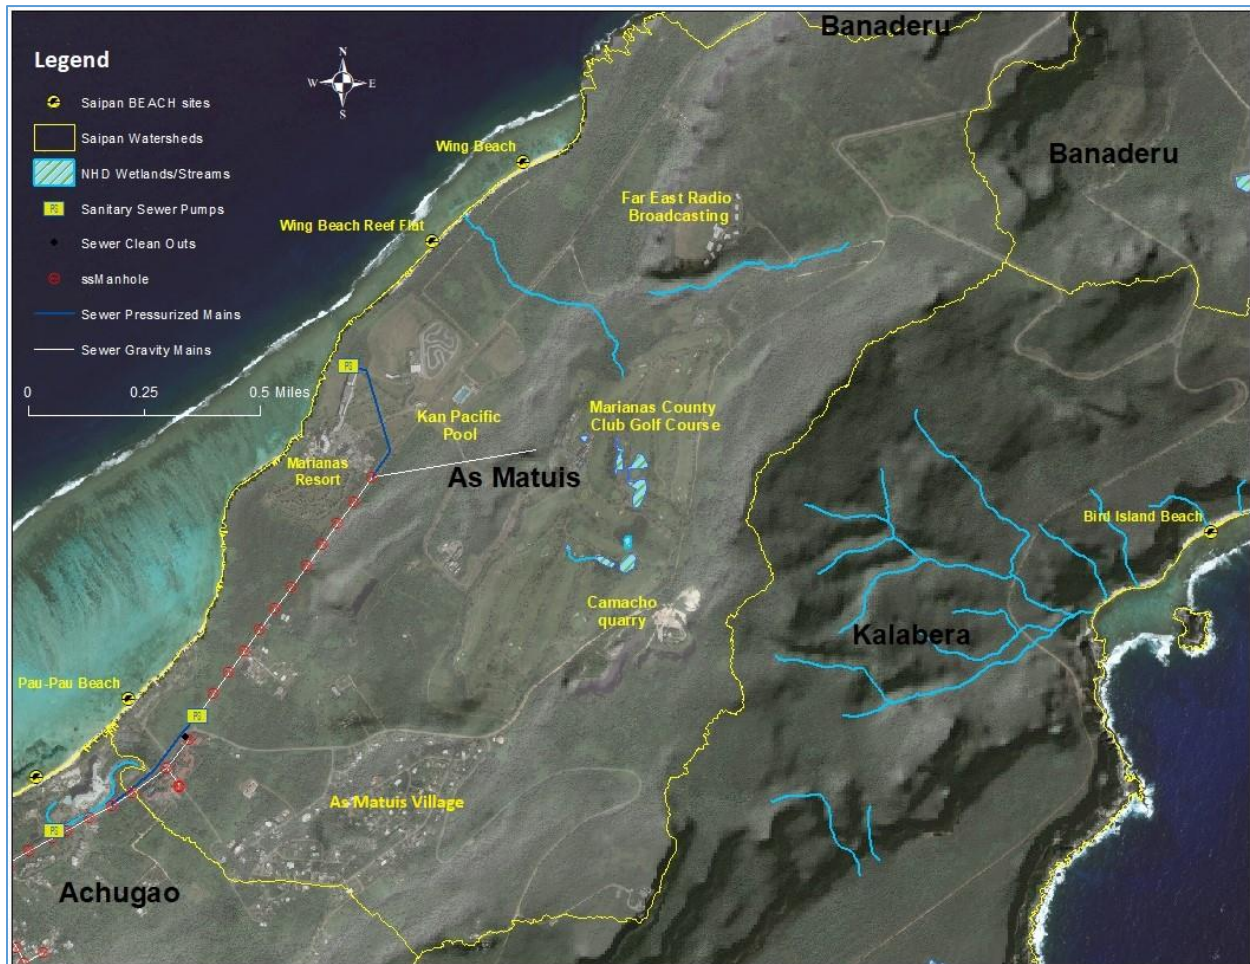 Banaderu
Legend
N
W E
S
Saipan BEACH sites
Saipan Watersheds
NHD Wetlands/Streams
PS Sanitary Sewer Pumps
Sewer Clean Outs
ssManhole
Sewer Pressurized Mains
Sewer Gravity Mains
0 0.25 0.5 Miles
Wing Beach
Banaderu
Far East Radio
Broadcasting
Wing Beach Reef Flat
PS
Kan Pacific
Pool
Marianas County
Club Golf Course
Marianas
Resort
As Matuis
Bird Island Beach
Camacho
quarry
Kalabera
Pau-Pau Beach
PS
As Matuis Village
PS
Achugao